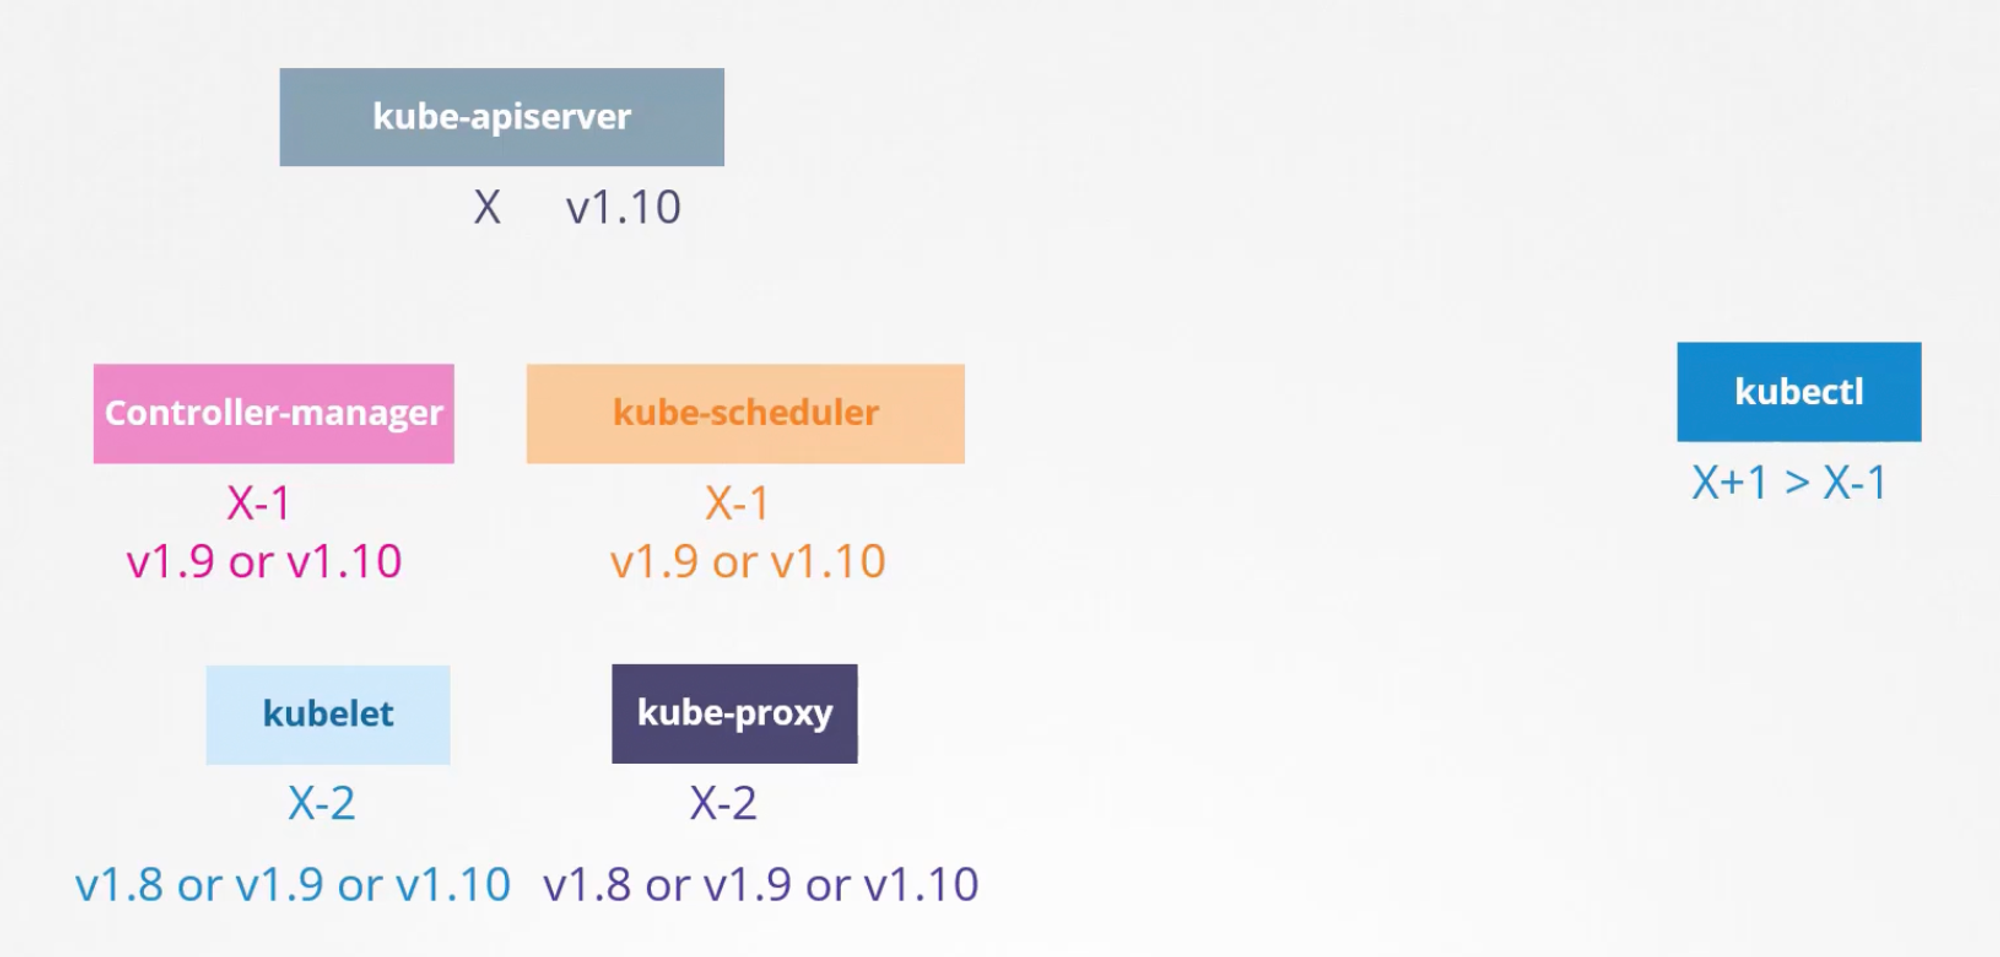 kube-apiserver
X v1.10
Controller-manager
X-1
v1.9 or v1.10
kube-scheduler
X-1
v1.9 or v1.10
kubectl
X+1 > X-1
kubelet
X-2
v1.8 or v1.9 or v1.10
kube-proxy
X-2
v1.8 or v1.9 or v1.10